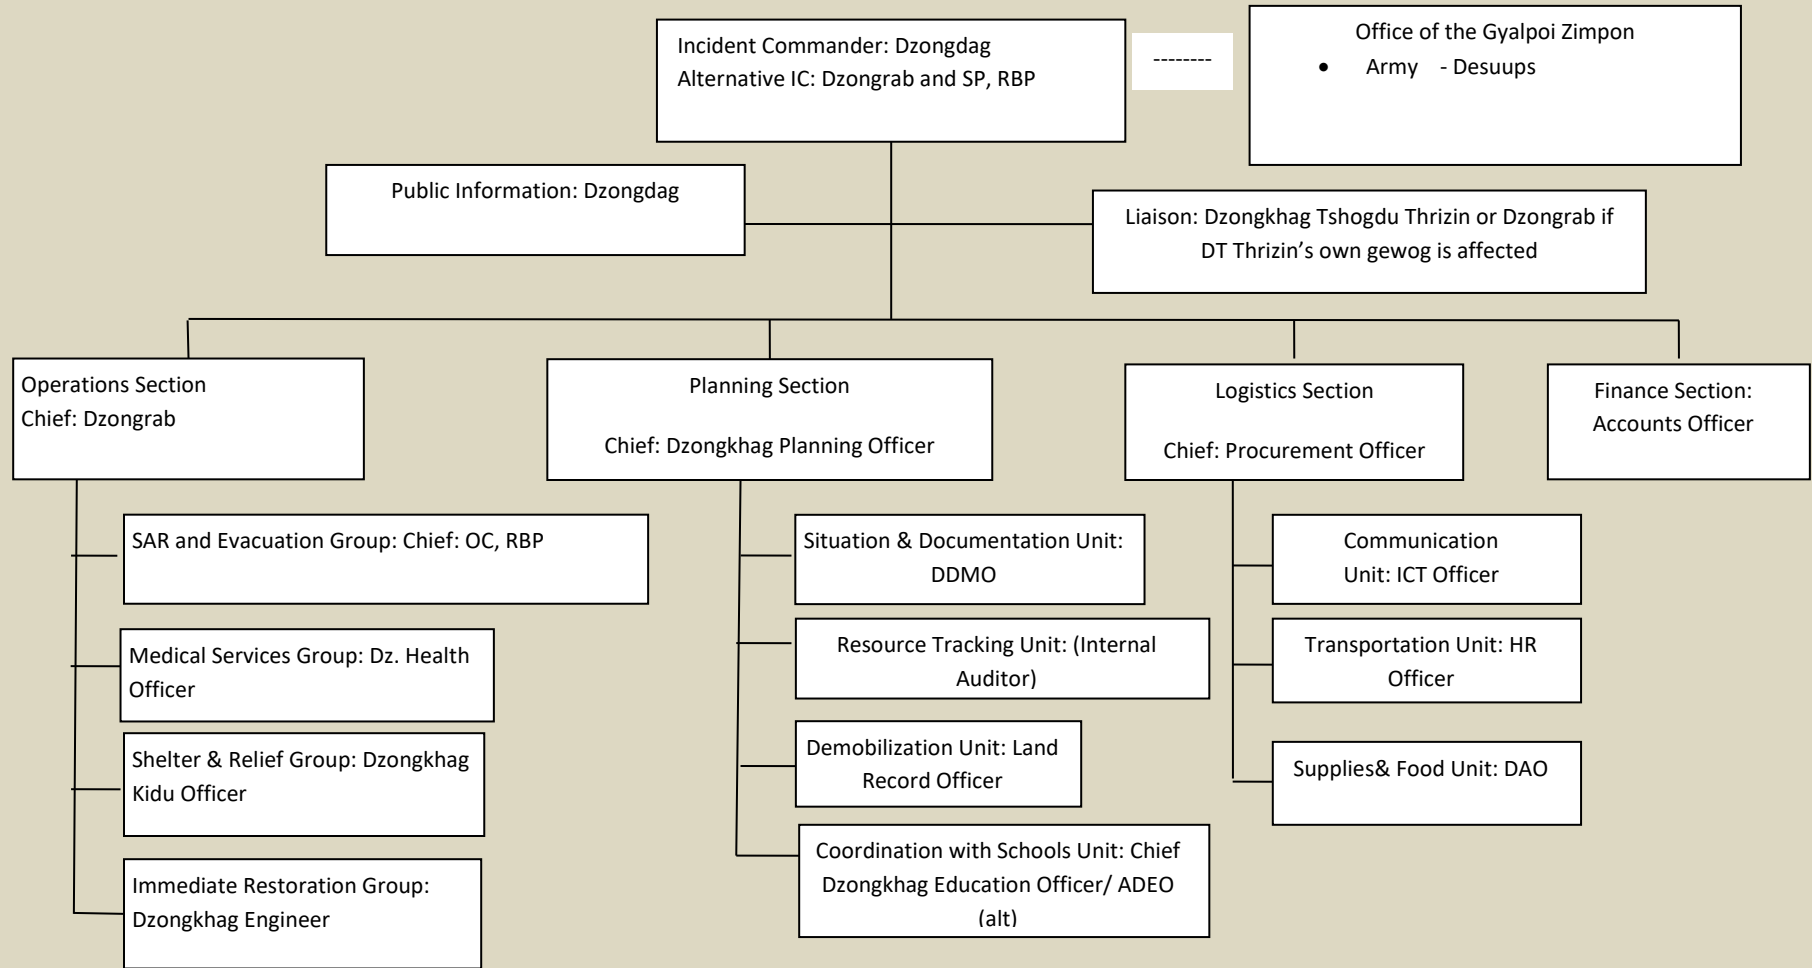 Incident Commander: Dzongdag
Alternative IC: Dzongrab and SP, RBP
--------
Office of the Gyalpoi Zimpon
• Army - Desuups
Public Information: Dzongdag
Liaison: Dzongkhag Tshogdu Thrizin or Dzongrab if
DT Thrizin’s own gewog is affected
Operations Section
Chief: Dzongrab
Planning Section
Chief: Dzongkhag Planning Officer
Logistics Section
Chief: Procurement Officer
Finance Section:
Accounts Officer
SAR and Evacuation Group: Chief: OC, RBP
Medical Services Group: Dz. Health
Officer
Shelter & Relief Group: Dzongkhag
Kidu Officer
Immediate Restoration Group:
Dzongkhag Engineer
Situation & Documentation Unit:
DDMO
Resource Tracking Unit: (Internal
Auditor)
Demobilization Unit: Land
Record Officer
Coordination with Schools Unit: Chief
Dzongkhag Education Officer/ ADEO
(alt)
Communication
Unit: ICT Officer
Transportation Unit: HR
Officer
Supplies& Food Unit: DAO